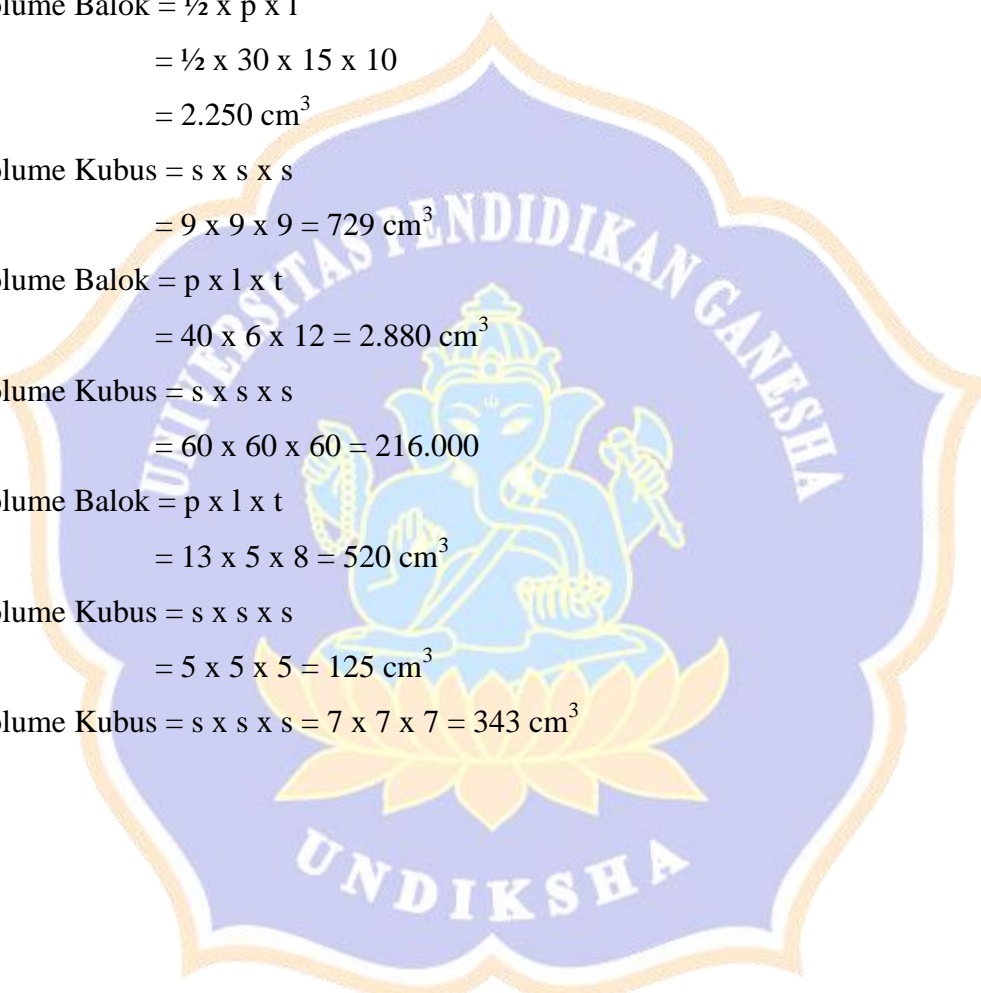 olume Balok = ½ x p x l
= ½ x 30 x 15 x 10
= 2.250 cm³
olume Kubus = s x s x s
= 9 x 9 x 9 = 729 cm³
olume Balok = p x l x t
= 40 x 6 x 12 = 2.880 cm³
olume Kubus = s x s x s
= 60 x 60 x 60 = 216.000
olume Balok = p x l x t
= 13 x 5 x 8 = 520 cm³
olume Kubus = s x s x s
= 5 x 5 x 5 = 125 cm³
olume Kubus = s x s x s = 7 x 7 x 7 = 343 cm³
UNIVERSITAS PENDIDIKAN GANESHA
UNDIKSHA